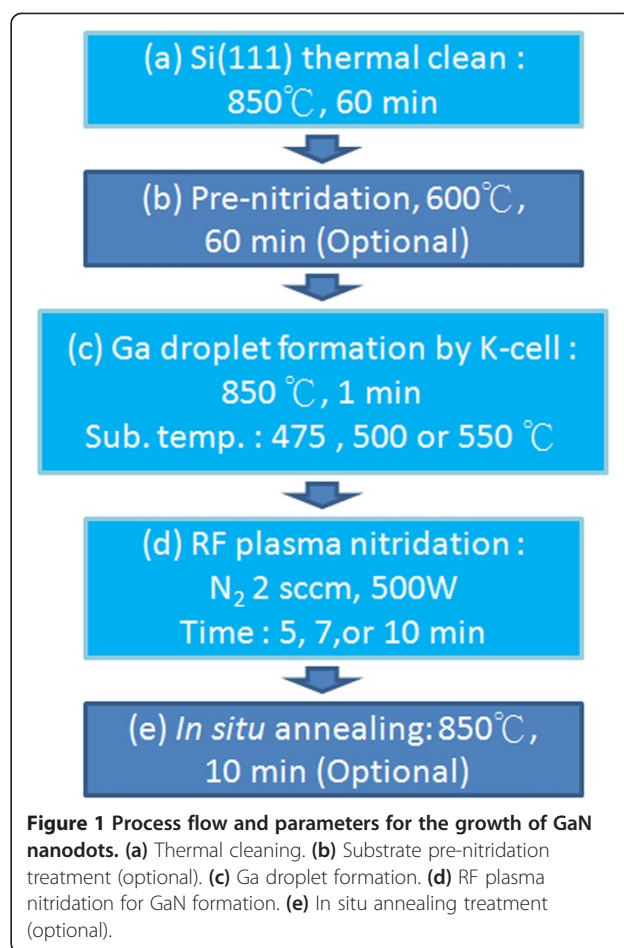 (a) Si(111) thermal clean :
850℃, 60 min
(b) Pre-nitridation, 600℃,
60 min (Optional)
(c) Ga droplet formation by K-cell :
850 ℃, 1 min
Sub. temp. : 475 , 500 or 550 ℃
(d) RF plasma nitridation :
N₂ 2 sccm, 500W
Time : 5, 7,or 10 min
(e) In situ annealing: 850℃,
10 min (Optional)
Figure 1 Process flow and parameters for the growth of GaN
nanodots. (a) Thermal cleaning. (b) Substrate pre-nitridation
treatment (optional). (c) Ga droplet formation. (d) RF plasma
nitridation for GaN formation. (e) In situ annealing treatment
(optional).